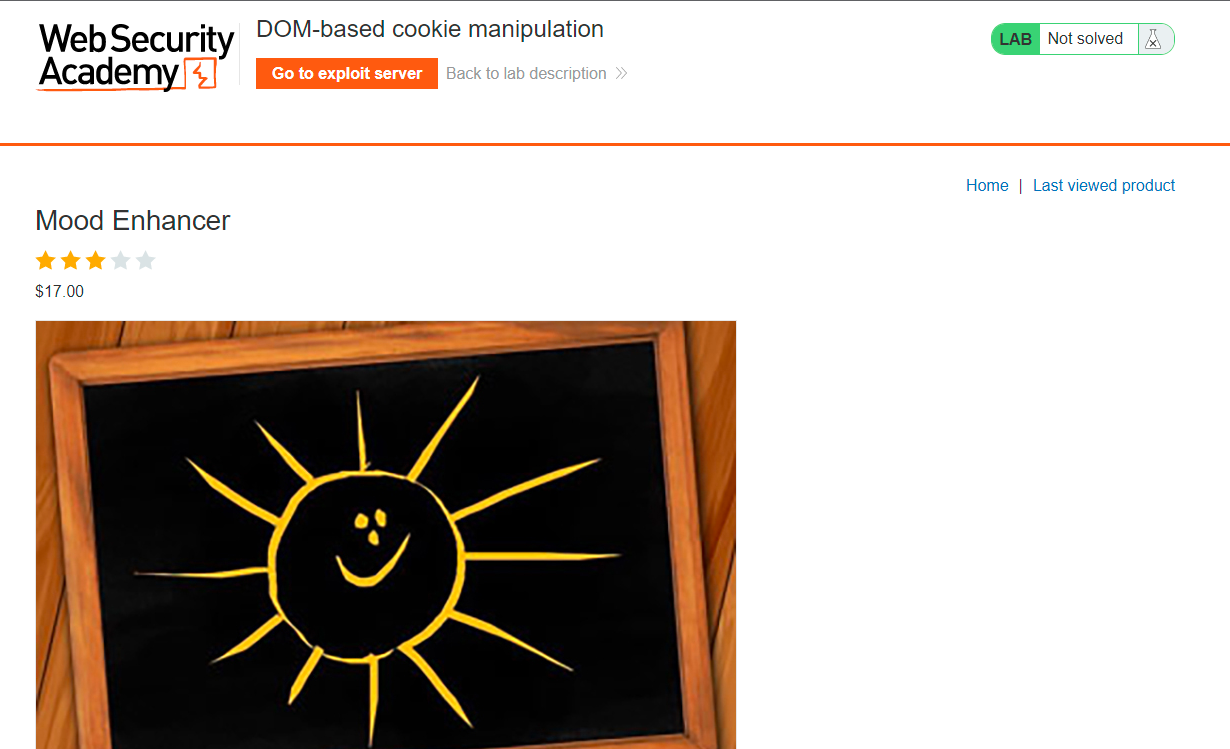 Web Security
Academy
DOM-based cookie manipulation
Go to exploit server
Back to lab description
LAB
Not solved
Home | Last viewed product
Mood Enhancer
$17.00